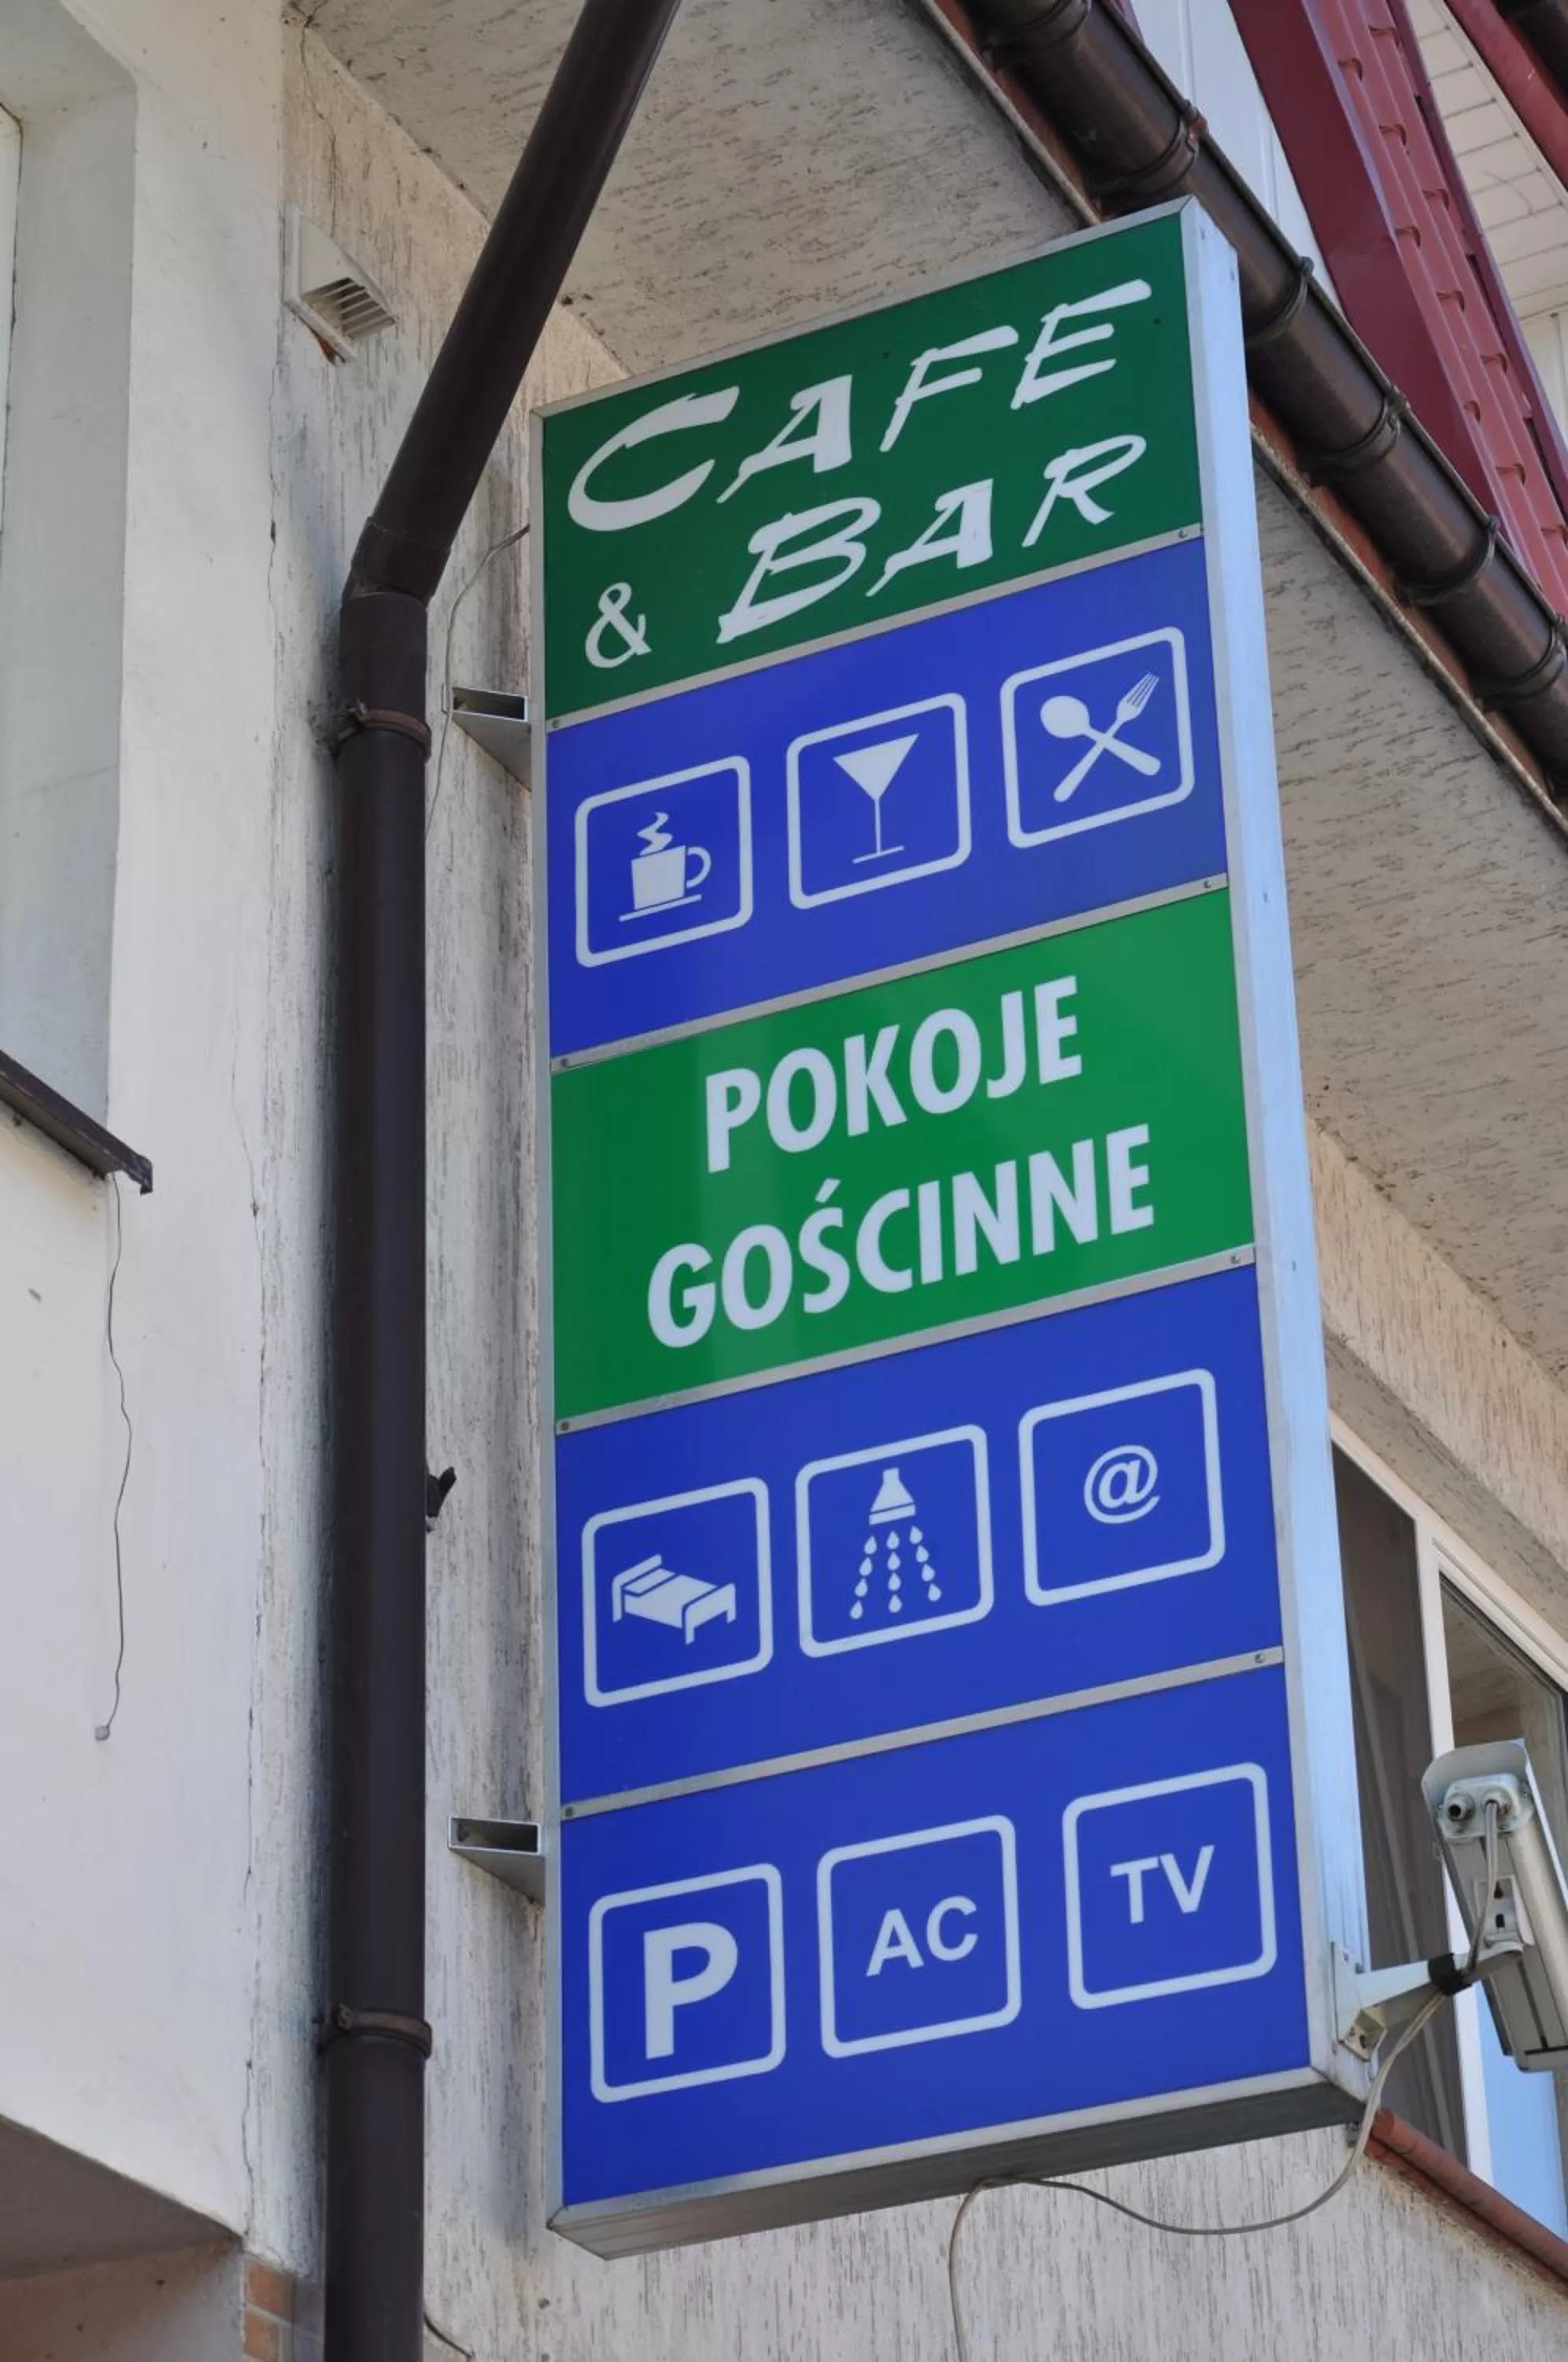 CAFE
& BAR
POKOJE
GOŚCINNE
@
P AC TV